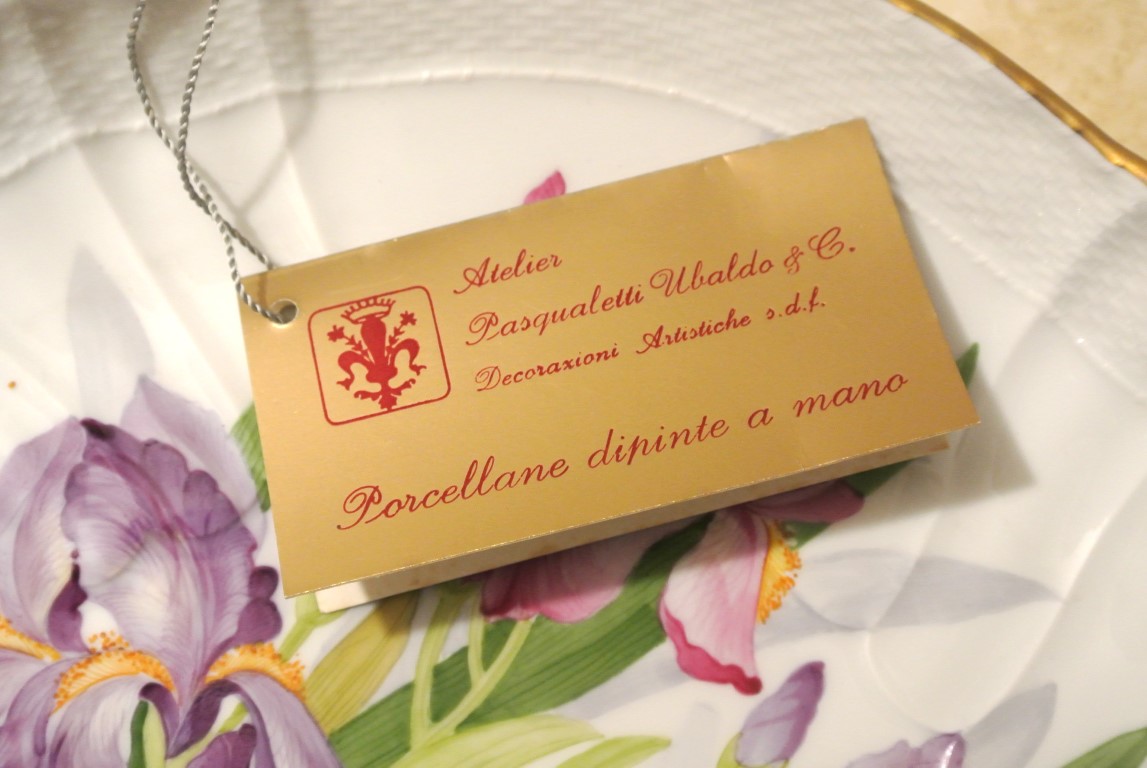 Atelier
Pasqualetti Ubaldo & C.
Decorazioni Artistiche s.d.f.
Porcellane dipinte a mano